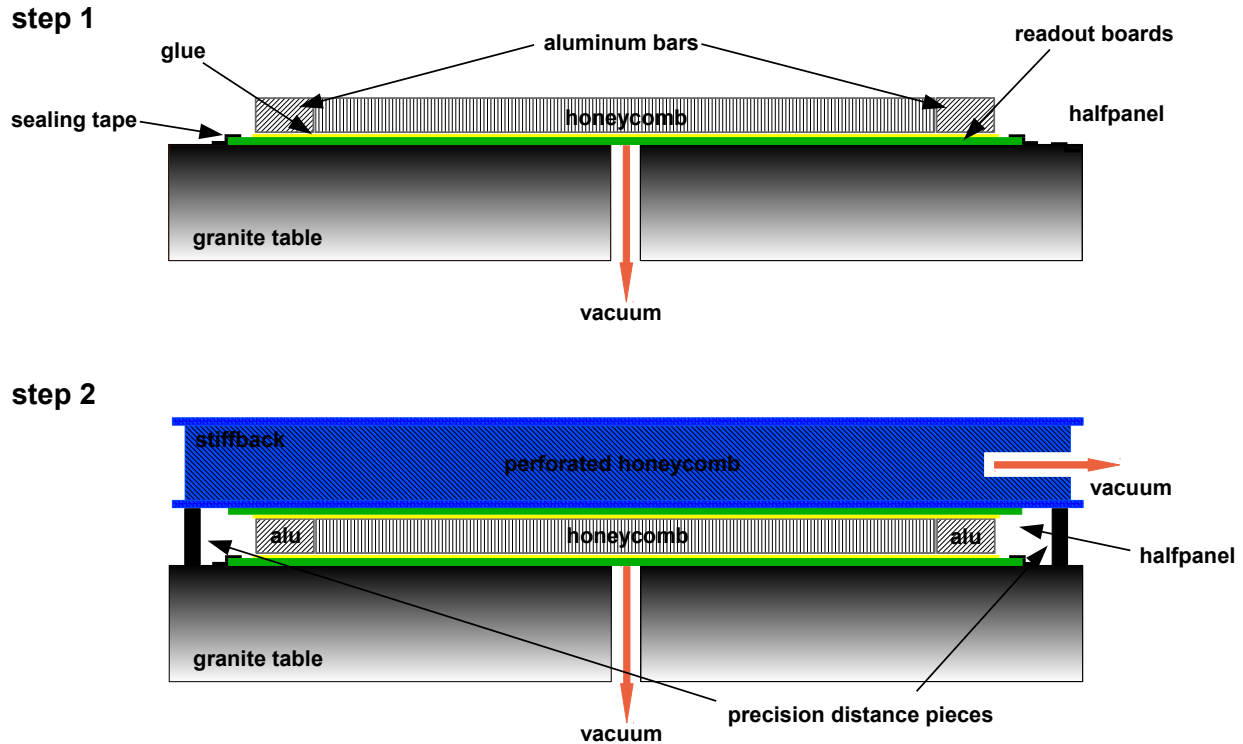 step 1
aluminum bars
readout boards
glue
sealing tape
honeycomb
halfpanel
granite table
vacuum
step 2
stiffback
perforated honeycomb
vacuum
alu
honeycomb
alu
halfpanel
granite table
precision distance pieces
vacuum